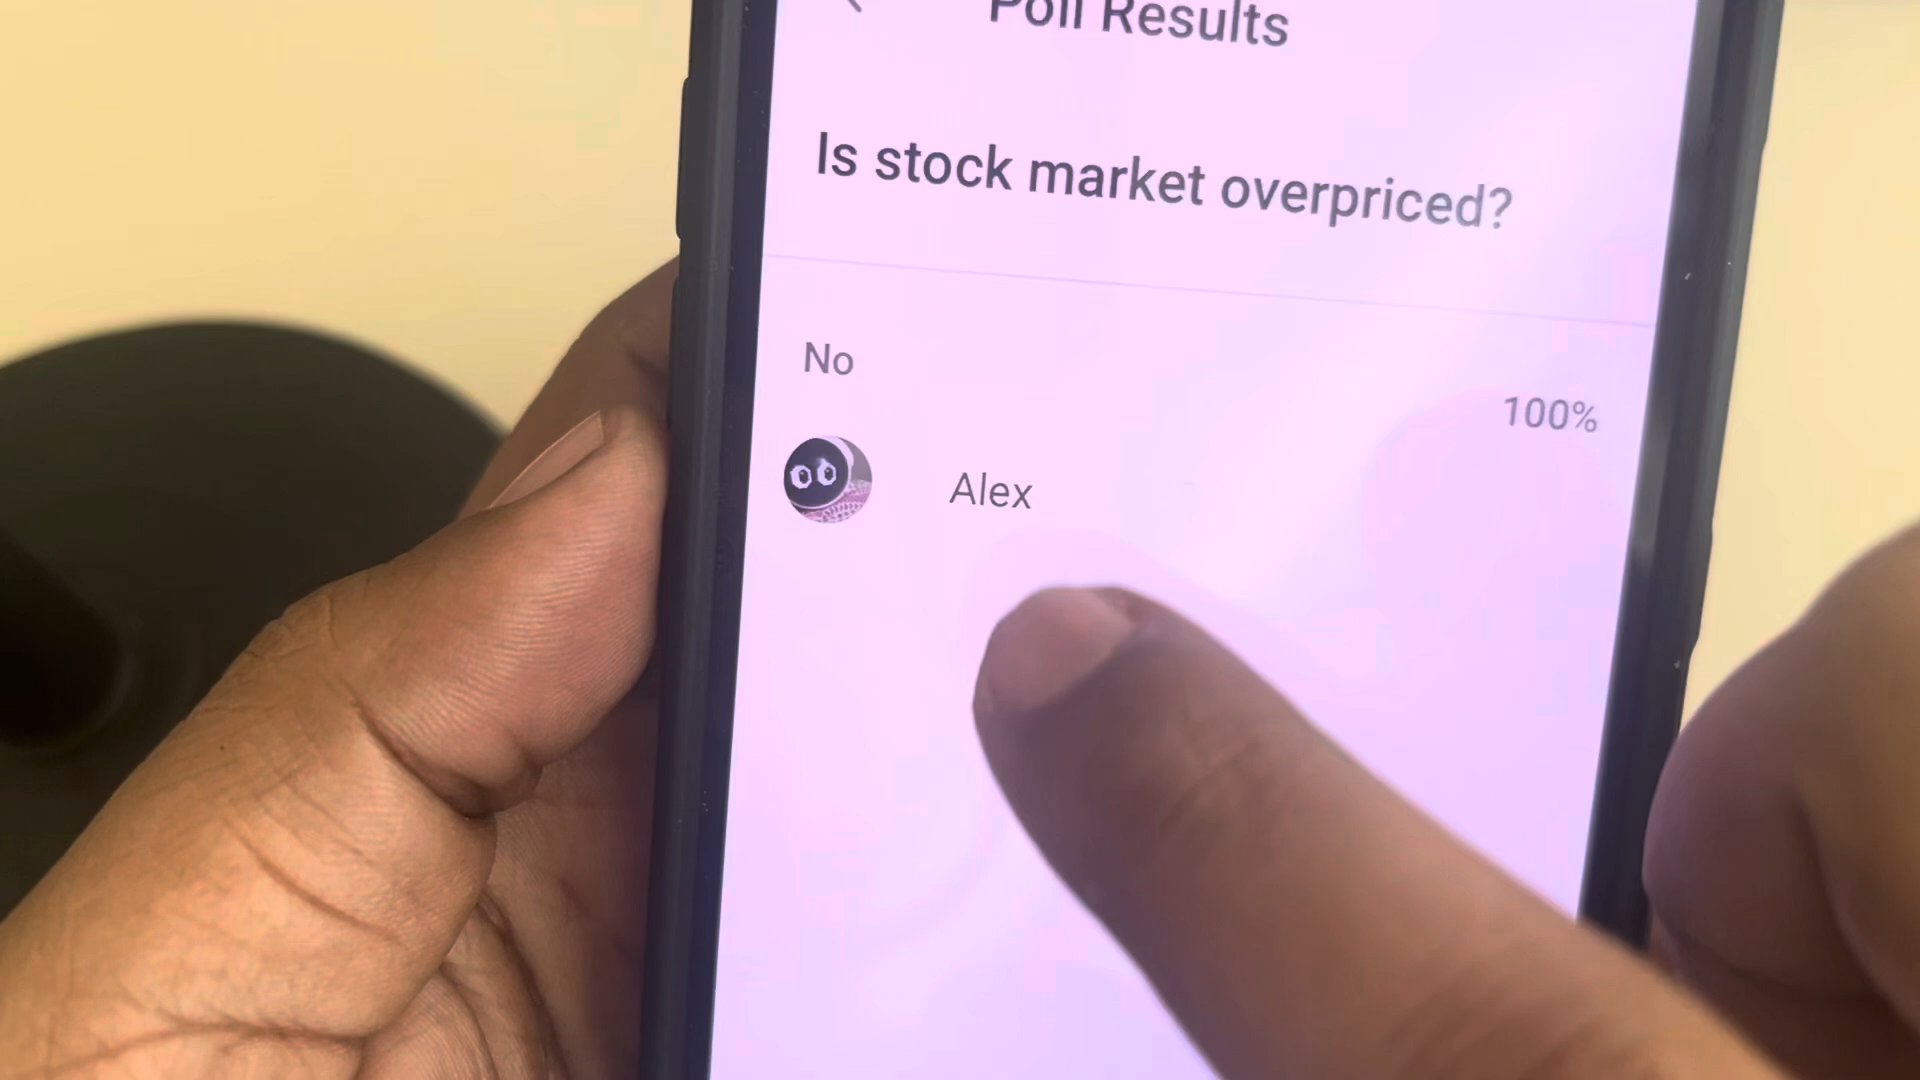 Poll Results
Is stock market overpriced?
No
100%
Alex